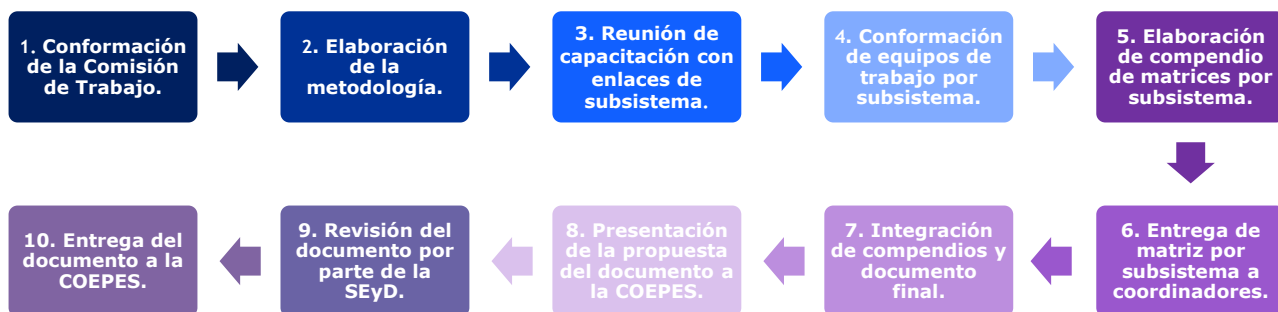 1. Conformación
de la Comisión
de Trabajo.
2. Elaboración
de la
metodología.
3. Reunión de
capacitación con
enlaces de
subsistema.
4. Conformación
de equipos de
trabajo por
subsistema.
5. Elaboración
de compendio
de matrices por
subsistema.
6. Entrega de
matriz por
subsistema a
coordinadores.
7. Integración
de compendios y
documento
final.
8. Presentación
de la propuesta
del documento a
la COEPES.
9. Revisión del
documento por
parte de la
SEyD.
10. Entrega del
documento a la
COEPES.